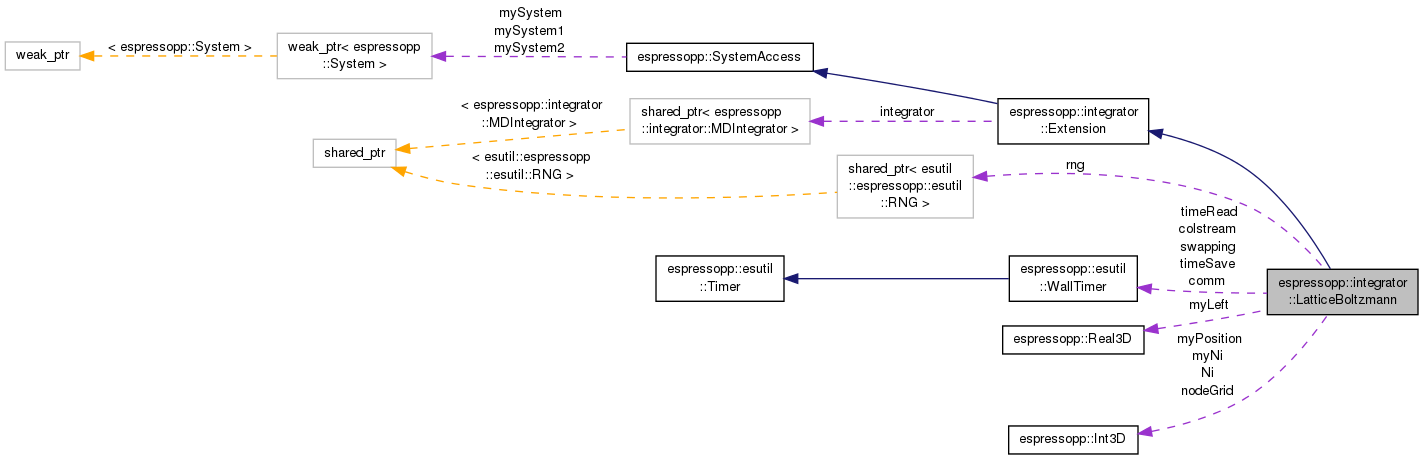 mySystem
mySystem1
mySystem2
< espressopp::System >
weak_ptr
weak_ptr< espressopp
::System >
espressopp::SystemAccess
< espressopp::integrator
::MDIntegrator >
shared_ptr< espressopp
::integrator::MDIntegrator >
integrator
espressopp::integrator
::Extension
shared_ptr
< esutil::espressopp
::esutil::RNG >
shared_ptr< esutil
::espressopp::esutil
::RNG >
rng
timeRead
colstream
swapping
timeSave
comm
espressopp::esutil
::Timer
espressopp::esutil
::WallTimer
espressopp::integrator
::LatticeBoltzmann
myLeft
espressopp::Real3D
myPosition
myNi
Ni
nodeGrid
espressopp::Int3D